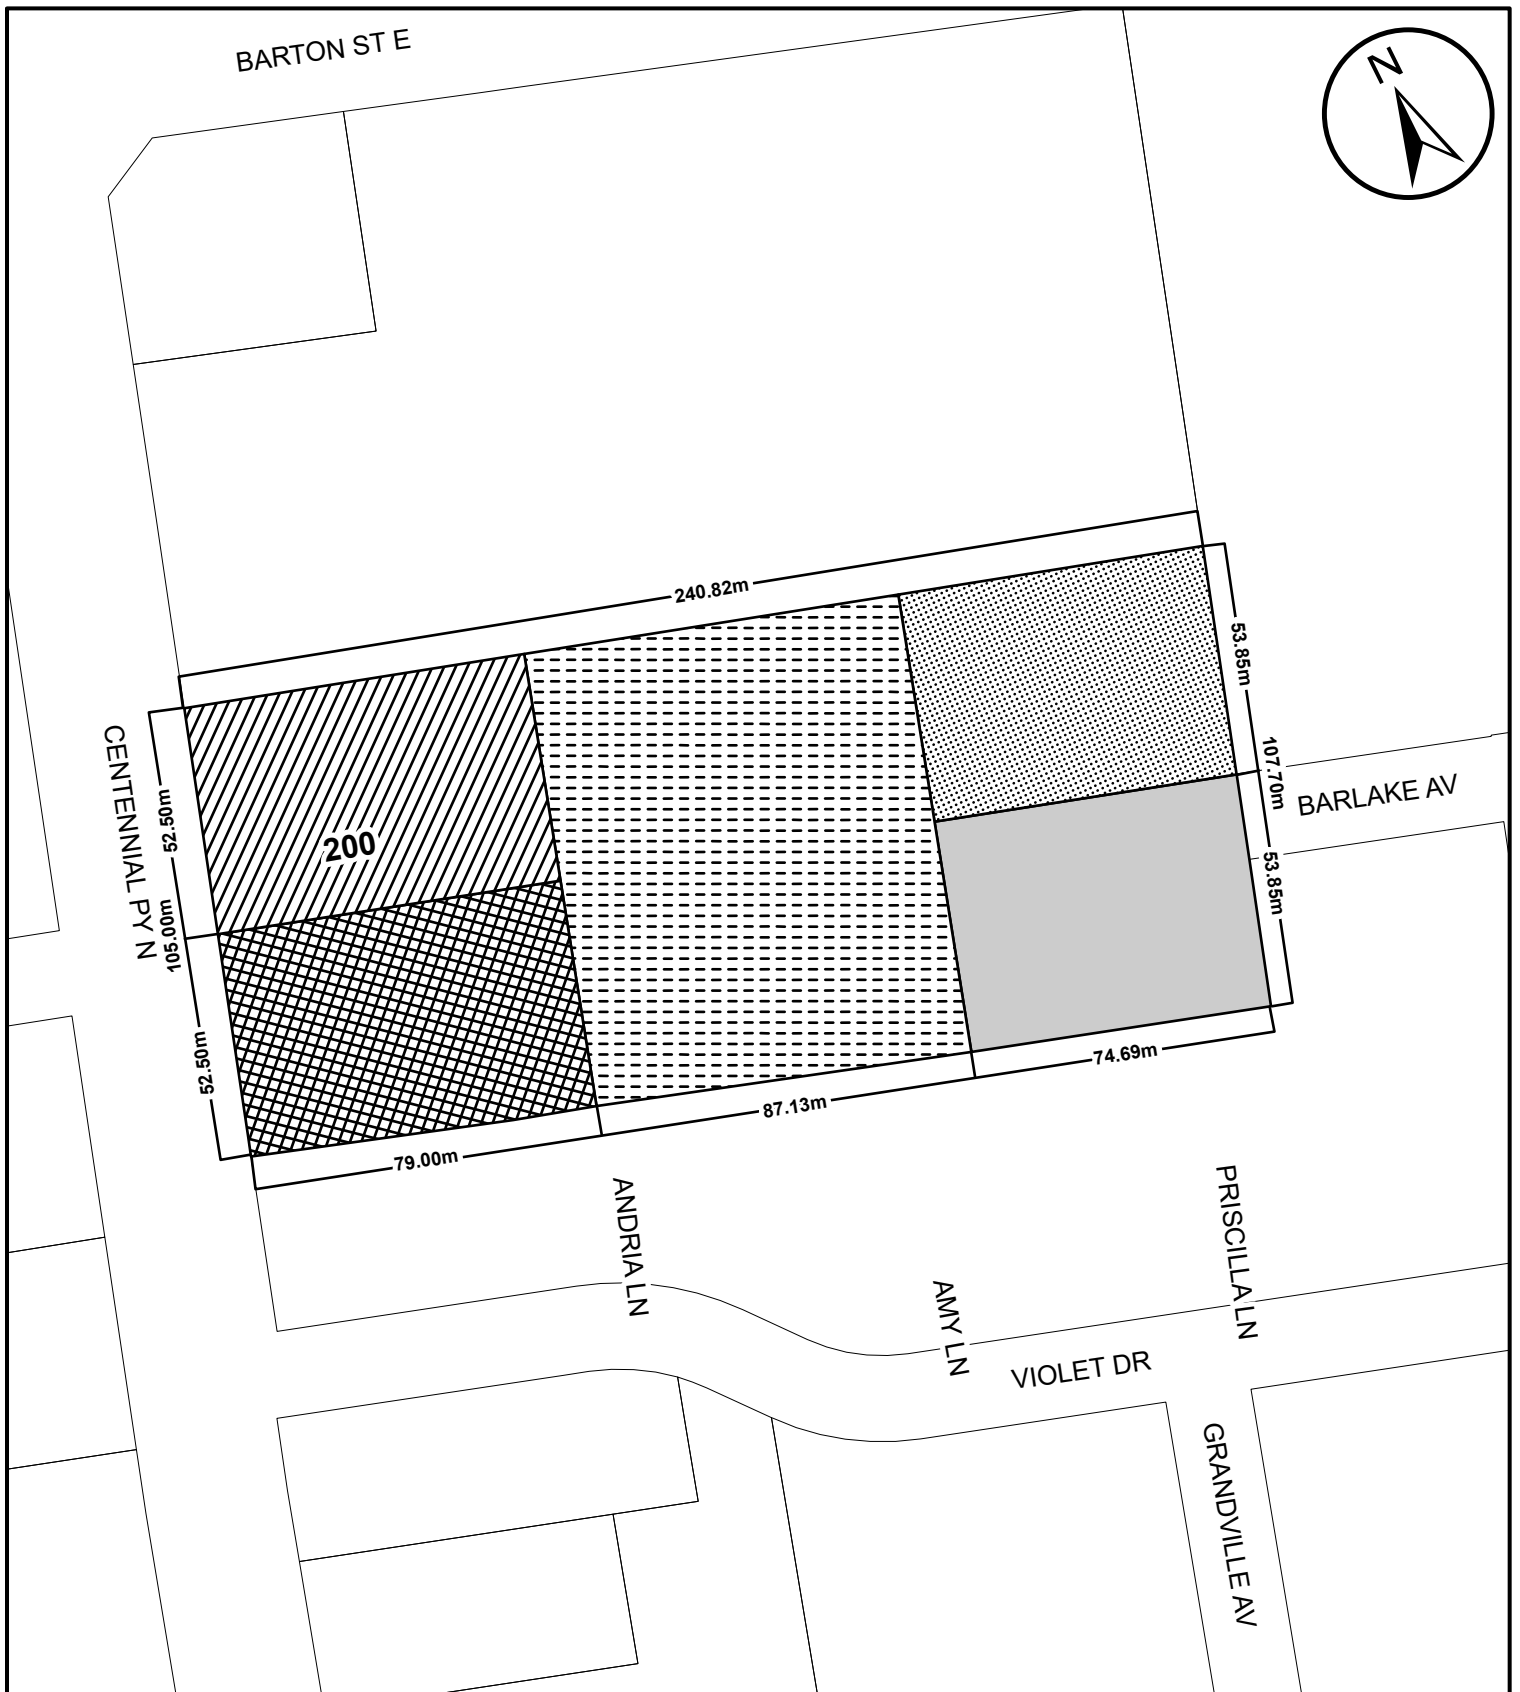 BARTON ST E
N
240.82m
53.85m
107.70m
BARLAKE AV
53.85m
CENTENNIAL PY N
52.50m
200
105.00m
52.50m
74.69m
87.13m
79.00m
ANDRIA LN
PRISCILLA LN
AMY LN
VIOLET DR
GRANDVILLE AV